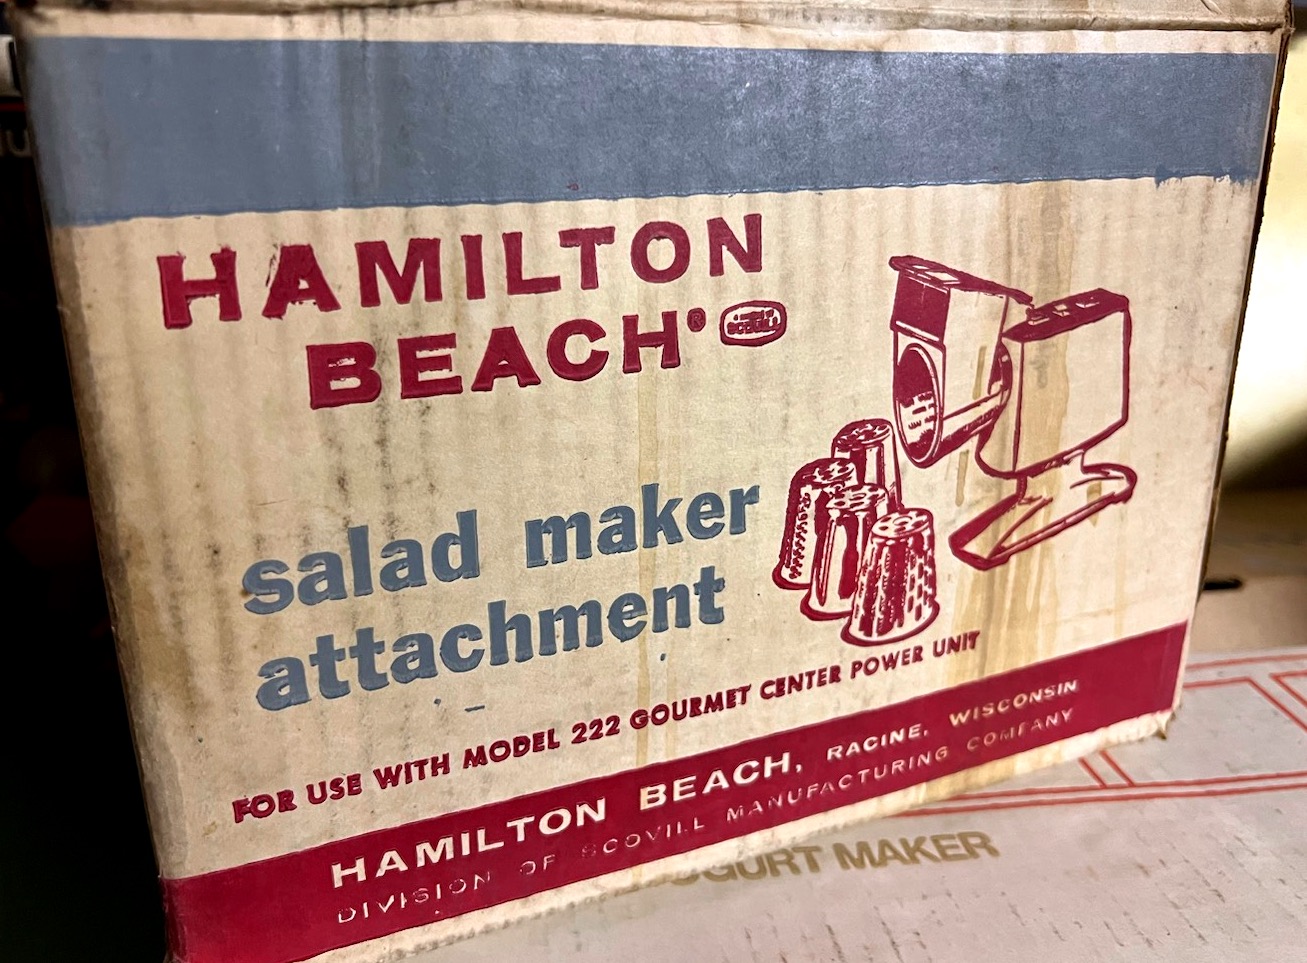 HAMILTON
BEACH®
SCOVILL
salad maker
attachment
FOR USE WITH MODEL 222 GOURMET CENTER POWER UNIT
HAMILTON BEACH, RACINE, WISCONSIN
DIVISION OF SCOVILL MANUFACTURING COMPANY
MAKER